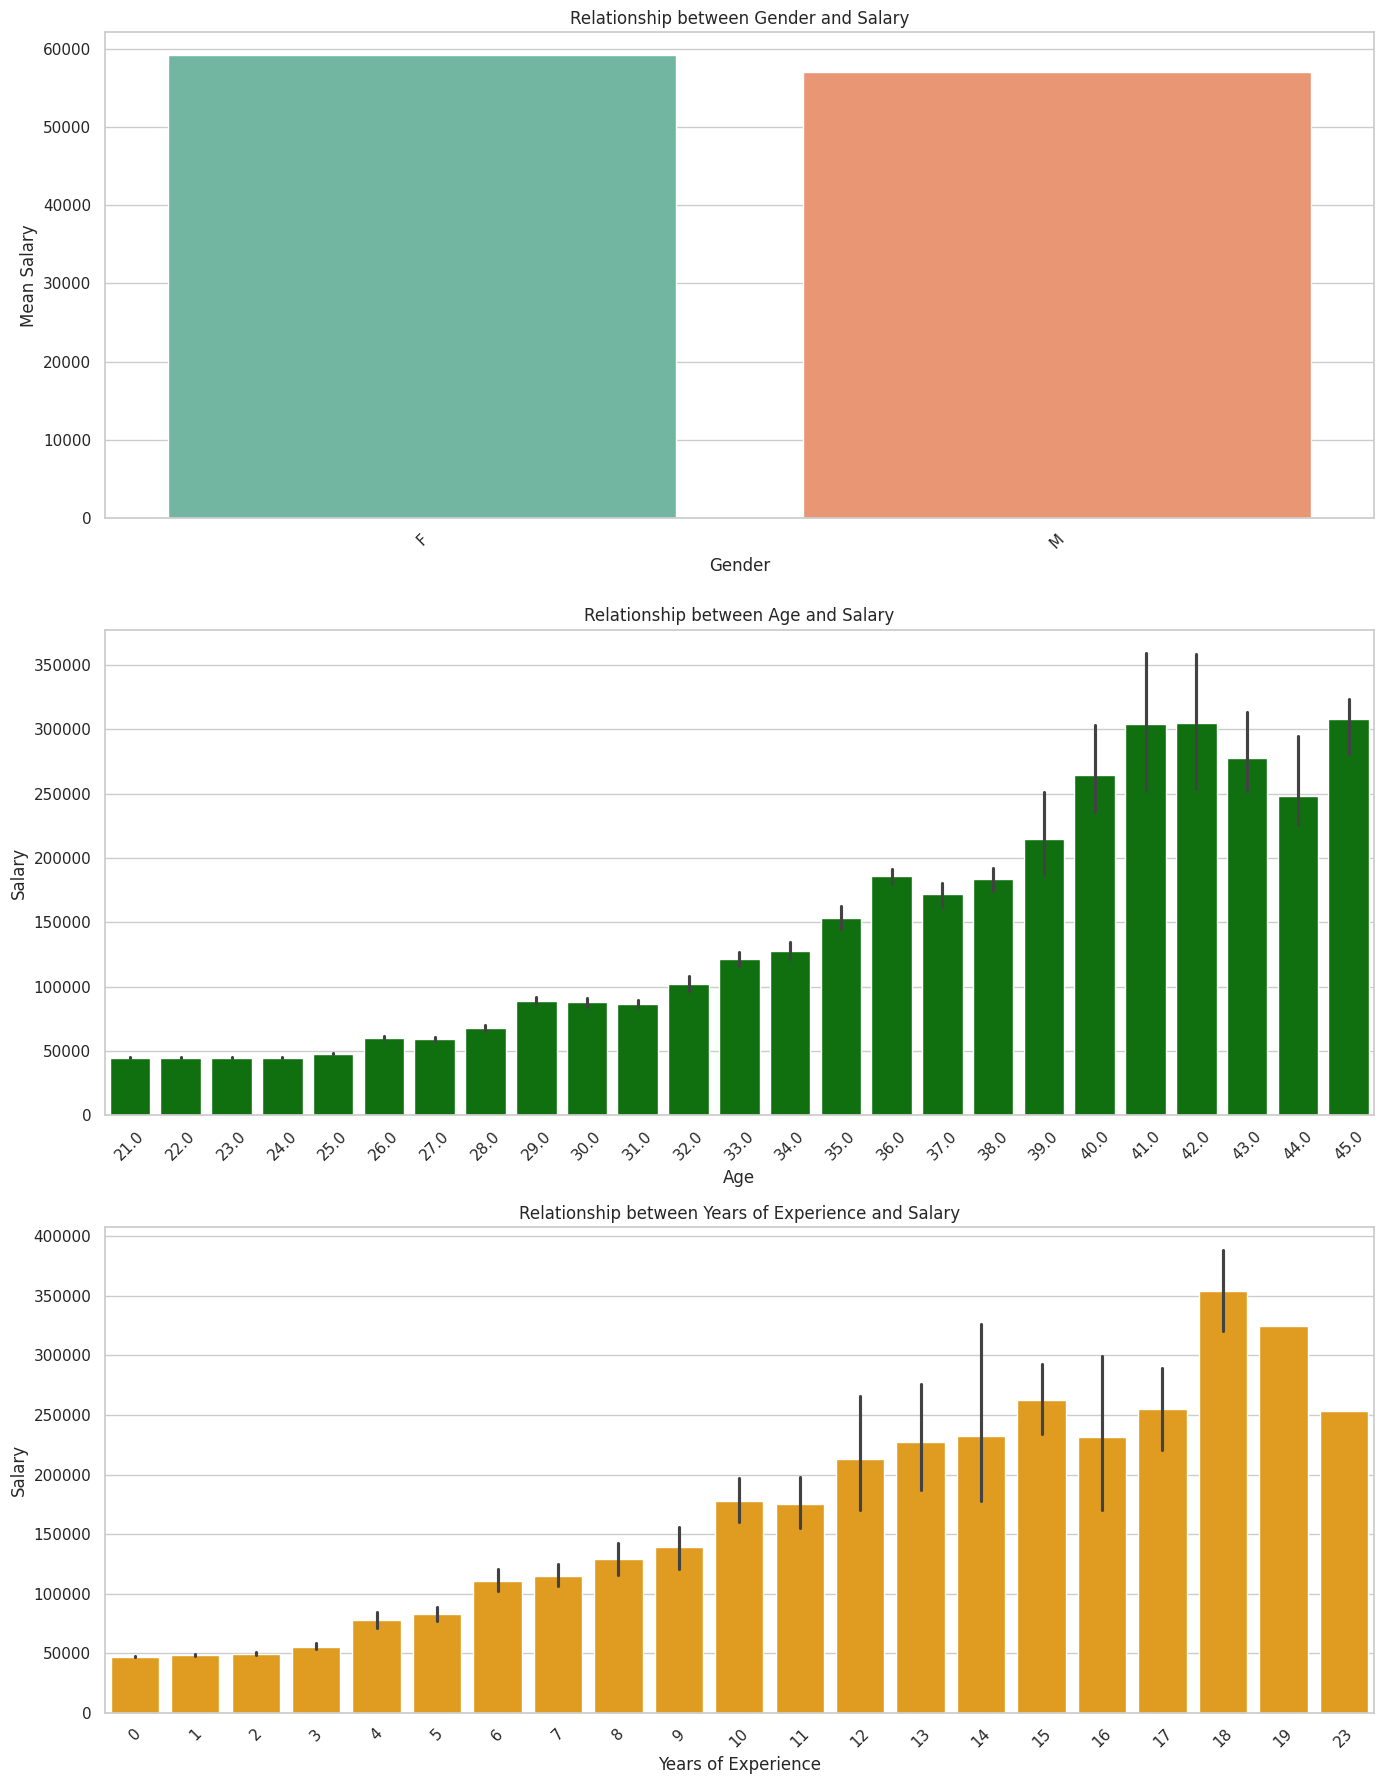 Relationship between Gender and Salary
60000
50000
40000
30000
20000
10000
0
Mean Salary
F M
Gender
Relationship between Age and Salary
350000
300000
250000
200000
150000
100000
50000
0
Salary
21.0 22.0 23.0 24.0 25.0 26.0 27.0 28.0 29.0 30.0 31.0 32.0 33.0 34.0 35.0 36.0 37.0 38.0 39.0 40.0 41.0 42.0 43.0 44.0 45.0
Age
Relationship between Years of Experience and Salary
400000
350000
300000
250000
200000
150000
100000
50000
0
Salary
0 1 2 3 4 5 6 7 8 9 10 11 12 13 14 15 16 17 18 19 23
Years of Experience